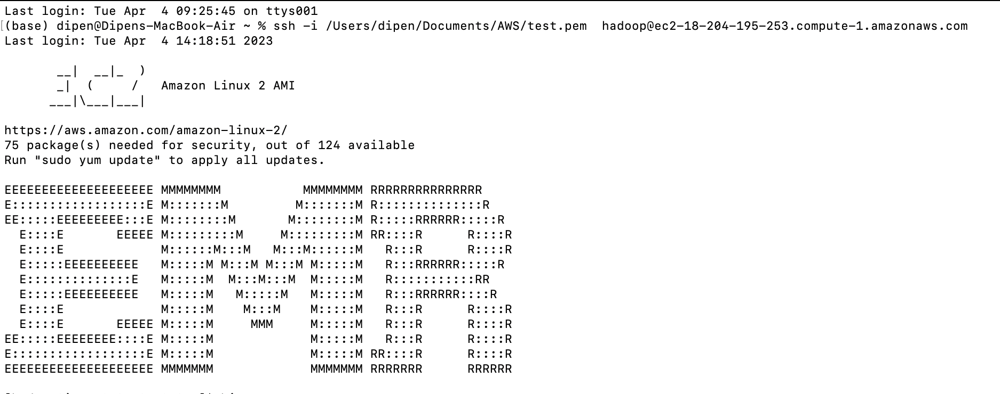 Last login: Tue Apr  4 09:25:45 on ttys001
(base) dipen@Dipens-MacBook-Air ~ % ssh -i /Users/dipen/Documents/AWS/test.pem  hadoop@ec2-18-204-195-253.compute-1.amazonaws.com
Last login: Tue Apr  4 14:18:51 2023

       __|  __|_  )
       _|  (     /   Amazon Linux 2 AMI
      ___|\___|___|

https://aws.amazon.com/amazon-linux-2/
75 package(s) needed for security, out of 124 available
Run "sudo yum update" to apply all updates.

EEEEEEEEEEEEEEEEEEEE MMMMMMMM           MMMMMMMM RRRRRRRRRRRRRRR
E::::::::::::::::::E M:::::::M         M:::::::M R::::::::::::::R
EE:::::EEEEEEEEE:::E M::::::::M       M::::::::M R:::::RRRRRR:::::R
  E::::E       EEEEE M:::::::::M     M:::::::::M RR::::R      R::::R
  E::::E             M::::::M:::M   M:::M::::::M   R:::R      R::::R
  E:::::EEEEEEEEEE   M:::::M M:::M M:::M M:::::M   R:::RRRRRR:::::R
  E::::::::::::::E   M:::::M  M:::M:::M  M:::::M   R:::::::::::RR
  E:::::EEEEEEEEEE   M:::::M   M:::::M   M:::::M   R:::RRRRRR::::R
  E::::E             M:::::M    M:::M    M:::::M   R:::R      R::::R
  E::::E       EEEEE M:::::M     MMM     M:::::M   R:::R      R::::R
EE:::::EEEEEEEE::::E M:::::M             M:::::M   R:::R      R::::R
E::::::::::::::::::E M:::::M             M:::::M RR::::R      R::::R
EEEEEEEEEEEEEEEEEEEE MMMMMMM             MMMMMMM RRRRRRR      RRRRRR